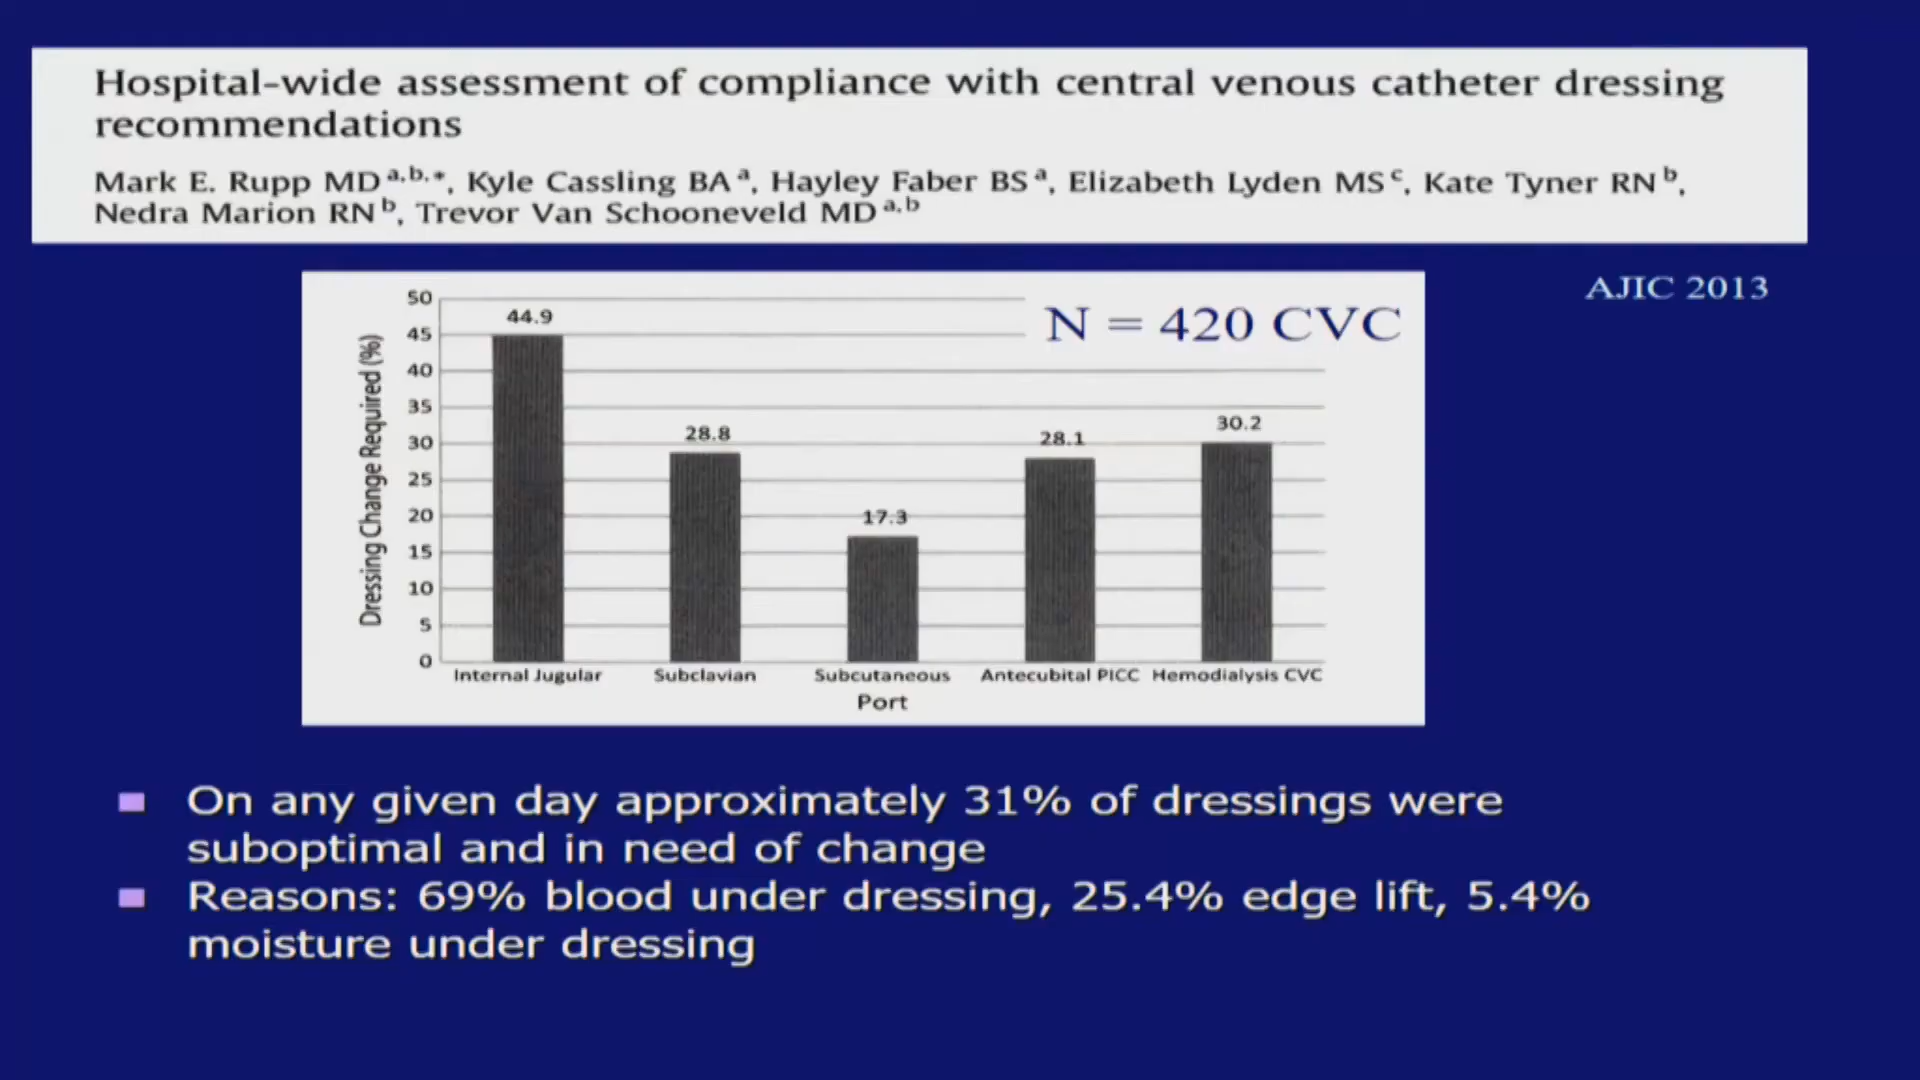 Hospital-wide assessment of compliance with central venous catheter dressing
recommendations
Mark E. Rupp MD a,b,*, Kyle Cassling BA a, Hayley Faber BS a, Elizabeth Lyden MS c, Kate Tyner RN b,
Nedra Marion RN b, Trevor Van Schooneveld MD a,b
AJIC 2013
N = 420 CVC
Dressing Change Required (%)
50
45
40
35
30
25
20
15
10
5
0
44.9
28.8
17.3
28.1
30.2
Internal Jugular
Subclavian
Subcutaneous
Port
Antecubital PICC
Hemodialysis CVC
On any given day approximately 31% of dressings were
suboptimal and in need of change
Reasons: 69% blood under dressing, 25.4% edge lift, 5.4%
moisture under dressing